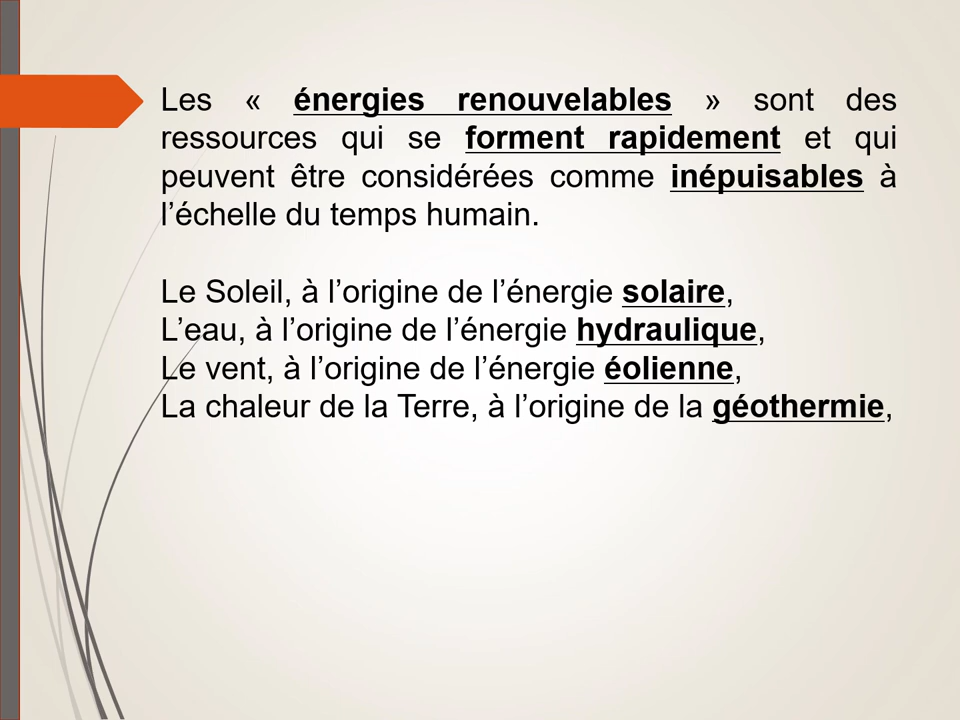 Les « énergies renouvelables » sont des
ressources qui se forment rapidement et qui
peuvent être considérées comme inépuisables à
l’échelle du temps humain.
Le Soleil, à l’origine de l’énergie solaire,
L’eau, à l’origine de l’énergie hydraulique,
Le vent, à l’origine de l’énergie éolienne,
La chaleur de la Terre, à l’origine de la géothermie,